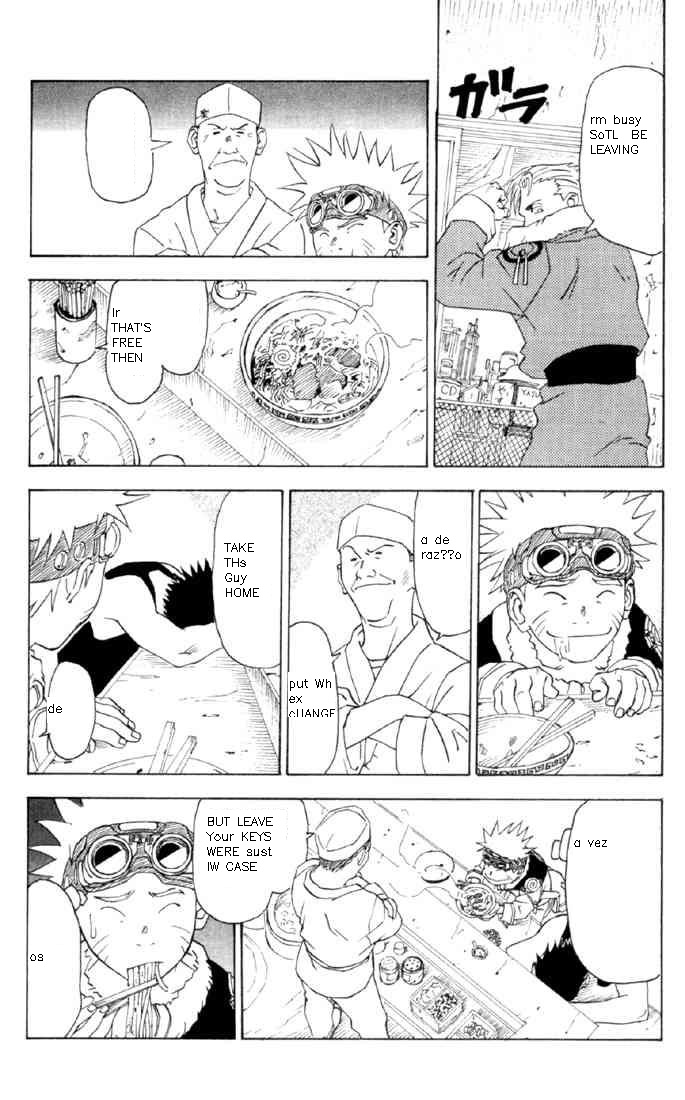 ガラ
rm busy
SoTL BE
LEAVING
Ir
THAT'S
FREE
THEN
a de
raz??o
put Wh
ex
cUANGE
TAKE
THs
Guy
HOME
de
a vez
BUT LEAVE
Your KEYS
WERE sust
IW CASE
os